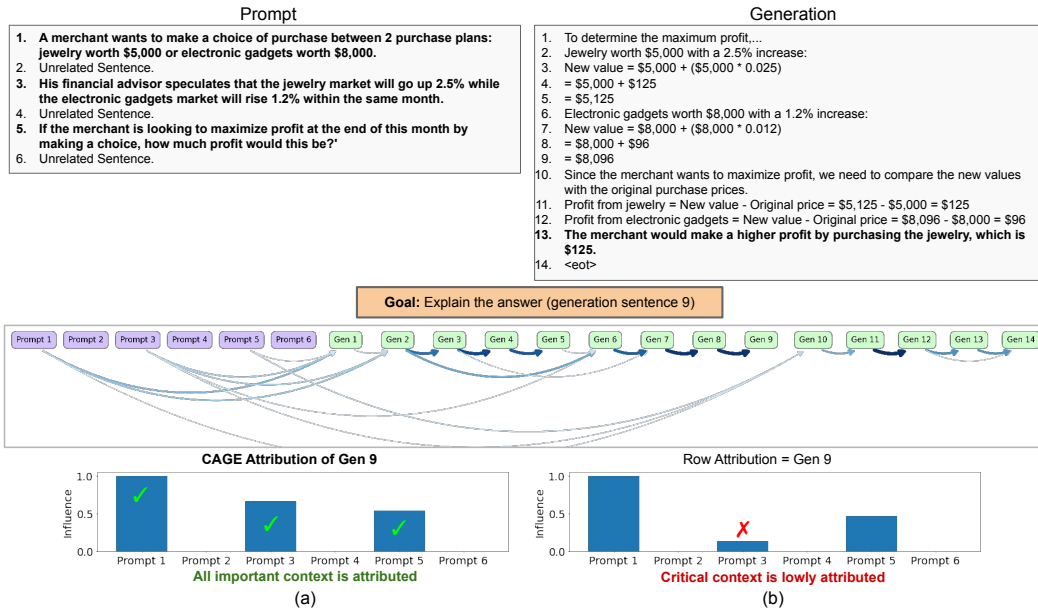 Prompt
1. A merchant wants to make a choice of purchase between 2 purchase plans:
jewelry worth $5,000 or electronic gadgets worth $8,000.
2. Unrelated Sentence.
3. His financial advisor speculates that the jewelry market will go up 2.5% while
the electronic gadgets market will rise 1.2% within the same month.
4. Unrelated Sentence.
5. If the merchant is looking to maximize profit at the end of this month by
making a choice, how much profit would this be?'
6. Unrelated Sentence.
Generation
1. To determine the maximum profit,...
2. Jewelry worth $5,000 with a 2.5% increase:
3. New value = $5,000 + ($5,000 * 0.025)
4. = $5,000 + $125
5. = $5,125
6. Electronic gadgets worth $8,000 with a 1.2% increase:
7. New value = $8,000 + ($8,000 * 0.012)
8. = $8,000 + $96
9. = $8,096
10. Since the merchant wants to maximize profit, we need to compare the new values
with the original purchase prices.
11. Profit from jewelry = New value - Original price = $5,125 - $5,000 = $125
12. Profit from electronic gadgets = New value - Original price = $8,096 - $8,000 = $96
13. The merchant would make a higher profit by purchasing the jewelry, which is
$125.
14. <eot>
Goal: Explain the answer (generation sentence 9)
Prompt 1 Prompt 2 Prompt 3 Prompt 4 Prompt 5 Prompt 6 Gen 1 Gen 2 Gen 3 Gen 4 Gen 5 Gen 6 Gen 7 Gen 8 Gen 9 Gen 10 Gen 11 Gen 12 Gen 13 Gen 14
CAGE Attribution of Gen 9
Influence
1.0
0.5
0.0
Prompt 1 Prompt 2 Prompt 3 Prompt 4 Prompt 5 Prompt 6
All important context is attributed
(a)
Row Attribution = Gen 9
Influence
1.0
0.5
0.0
Prompt 1 Prompt 2 Prompt 3 Prompt 4 Prompt 5 Prompt 6
Critical context is lowly attributed
(b)